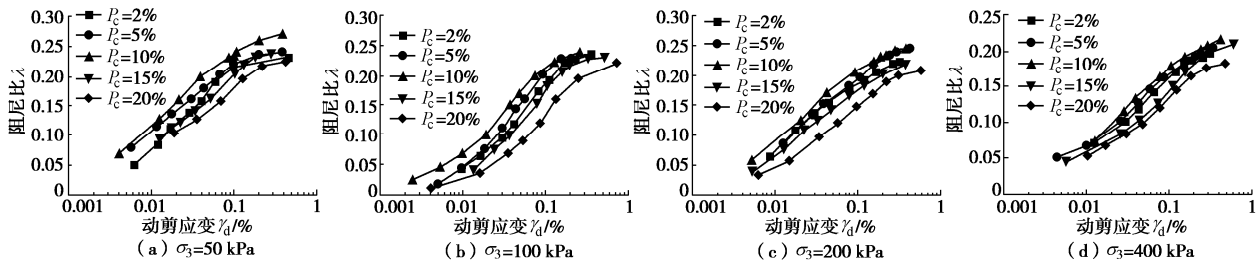 0.30
0.25
0.20
0.15
0.10
0.05
0
阻尼比λ
Pc=2%
Pc=5%
Pc=10%
Pc=15%
Pc=20%
0.001 0.01 0.1 1
动剪应变γd/%
(a) σ3=50 kPa
0.30
0.25
0.20
0.15
0.10
0.05
0
阻尼比λ
Pc=2%
Pc=5%
Pc=10%
Pc=15%
Pc=20%
0.001 0.01 0.1 1
动剪应变γd/%
(b) σ3=100 kPa
0.30
0.25
0.20
0.15
0.10
0.05
0
阻尼比λ
Pc=2%
Pc=5%
Pc=10%
Pc=15%
Pc=20%
0.001 0.01 0.1 1
动剪应变γd/%
(c) σ3=200 kPa
0.25
0.20
0.15
0.10
0.05
0
阻尼比λ
Pc=2%
Pc=5%
Pc=10%
Pc=15%
Pc=20%
0.001 0.01 0.1 1
动剪应变γd/%
(d) σ3=400 kPa